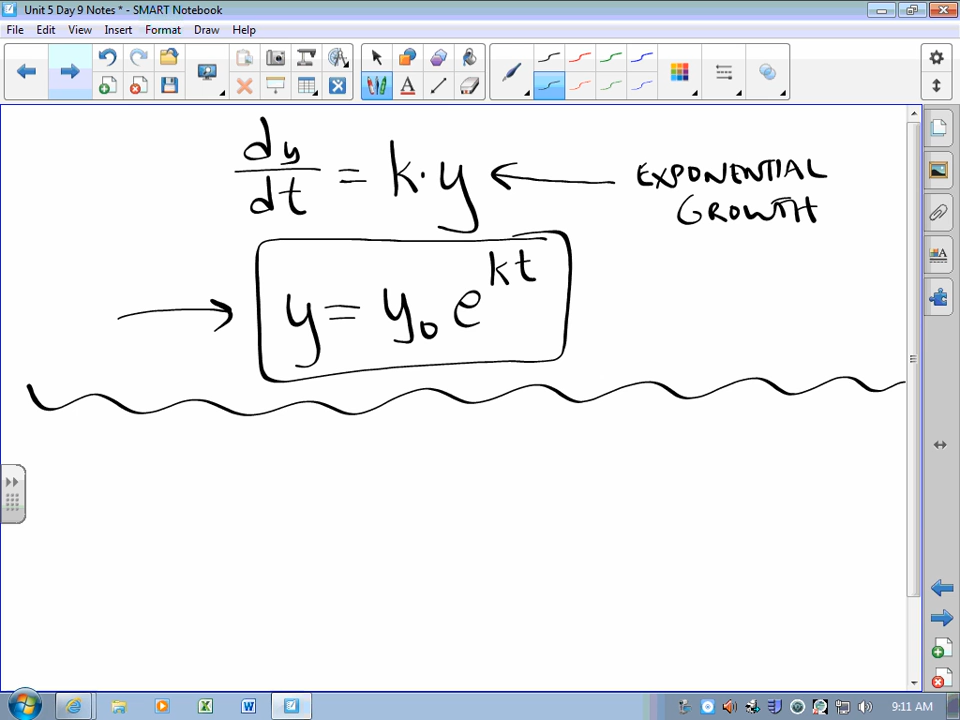 Unit 5 Day 9 Notes * - SMART Notebook
File Edit View Insert Format Draw Help
dy/dt = k · y ← EXPONENTIAL
GROWTH
→ y = y₀ e^{kt}
9:11 AM